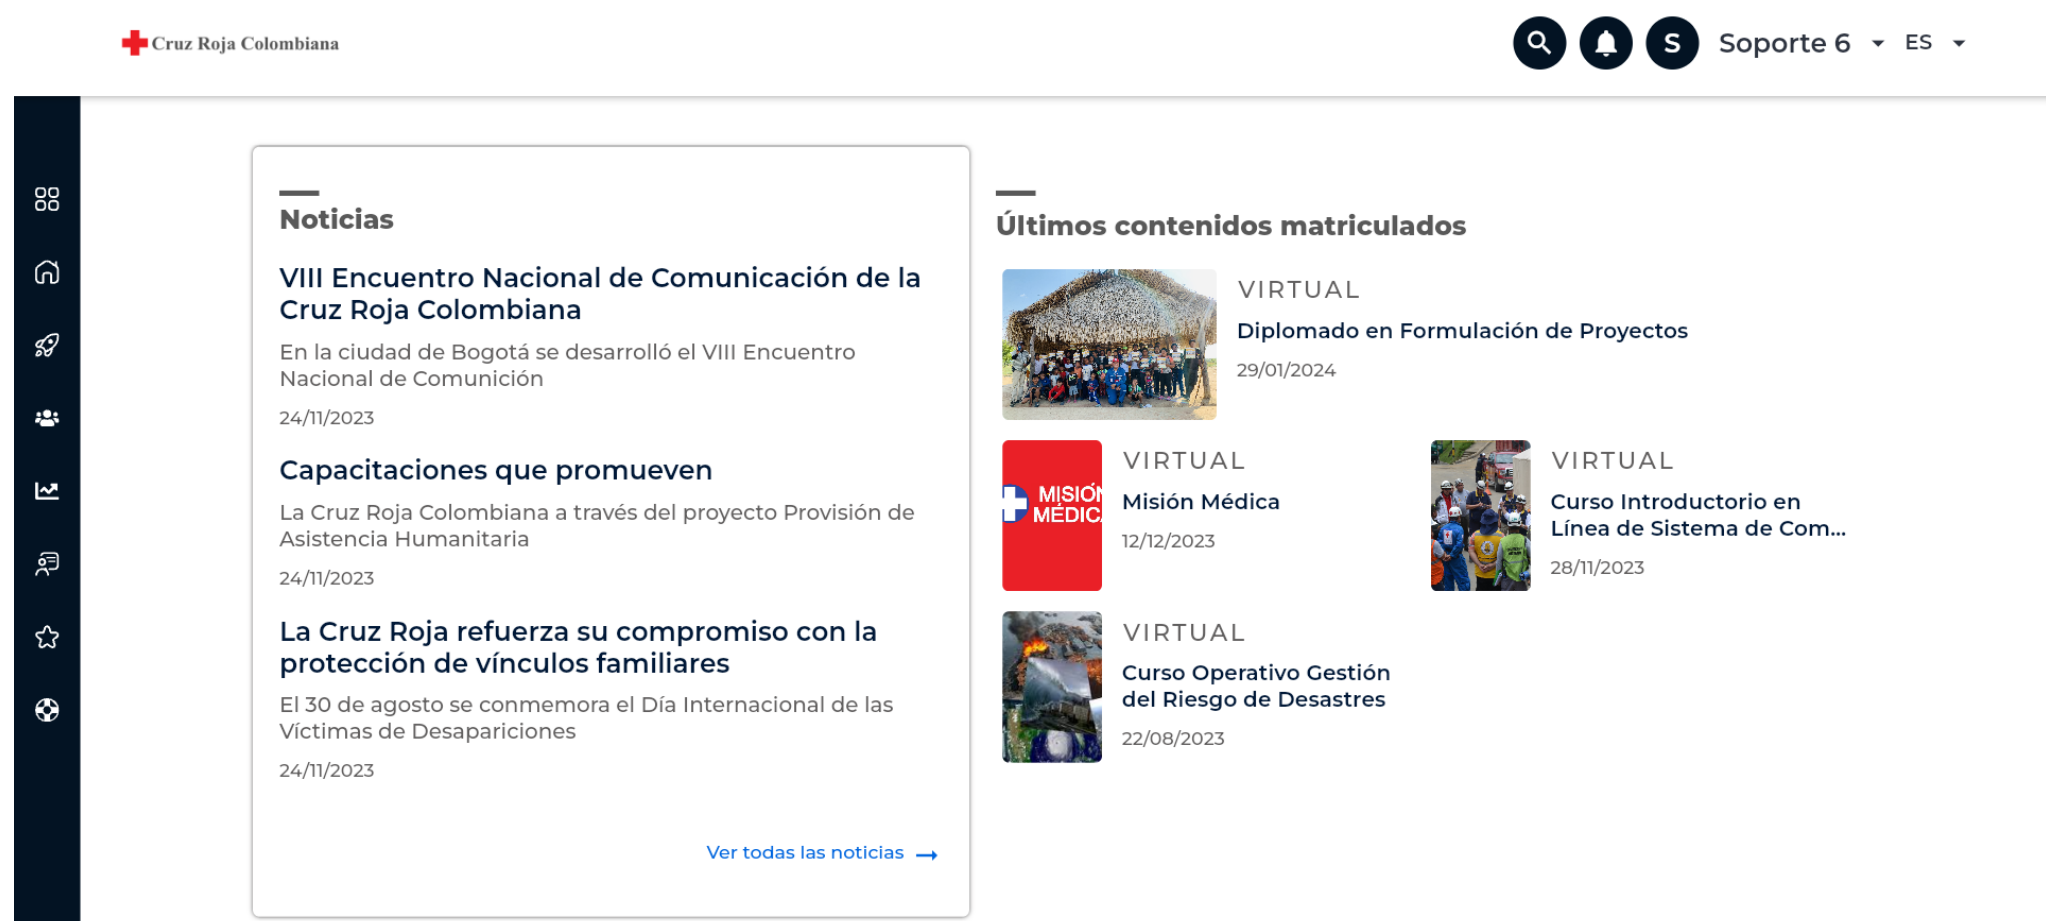 Cruz Roja Colombiana
S
Soporte 6
ES
Noticias
VIII Encuentro Nacional de Comunicación de la
Cruz Roja Colombiana
En la ciudad de Bogotá se desarrolló el VIII Encuentro
Nacional de Comunición
24/11/2023
Capacitaciones que promueven
La Cruz Roja Colombiana a través del proyecto Provisión de
Asistencia Humanitaria
24/11/2023
La Cruz Roja refuerza su compromiso con la
protección de vínculos familiares
El 30 de agosto se conmemora el Día Internacional de las
Víctimas de Desapariciones
24/11/2023
Ver todas las noticias
Últimos contenidos matriculados
VIRTUAL
Diplomado en Formulación de Proyectos
29/01/2024
MISIÓN
MÉDIC
VIRTUAL
Misión Médica
12/12/2023
VIRTUAL
Curso Introductorio en
Línea de Sistema de Com...
28/11/2023
VIRTUAL
Curso Operativo Gestión
del Riesgo de Desastres
22/08/2023